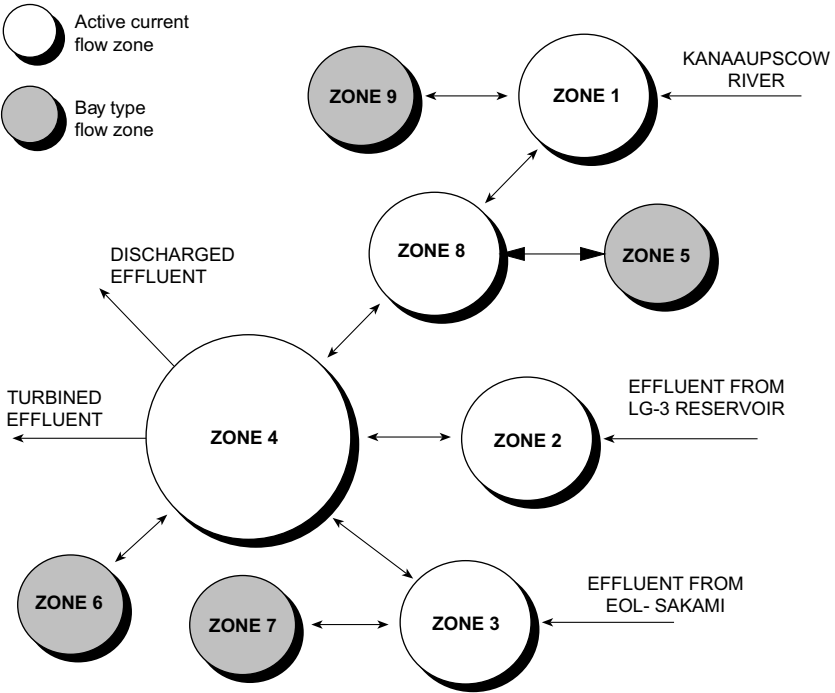 Active current
flow zone
Bay type
flow zone
KANAAUPSCOW
RIVER
ZONE 9
ZONE 1
ZONE 8
ZONE 5
DISCHARGED
EFFLUENT
TURBINED
EFFLUENT
ZONE 4
ZONE 2
EFFLUENT FROM
LG-3 RESERVOIR
ZONE 6
ZONE 7
ZONE 3
EFFLUENT FROM
EOL- SAKAMI